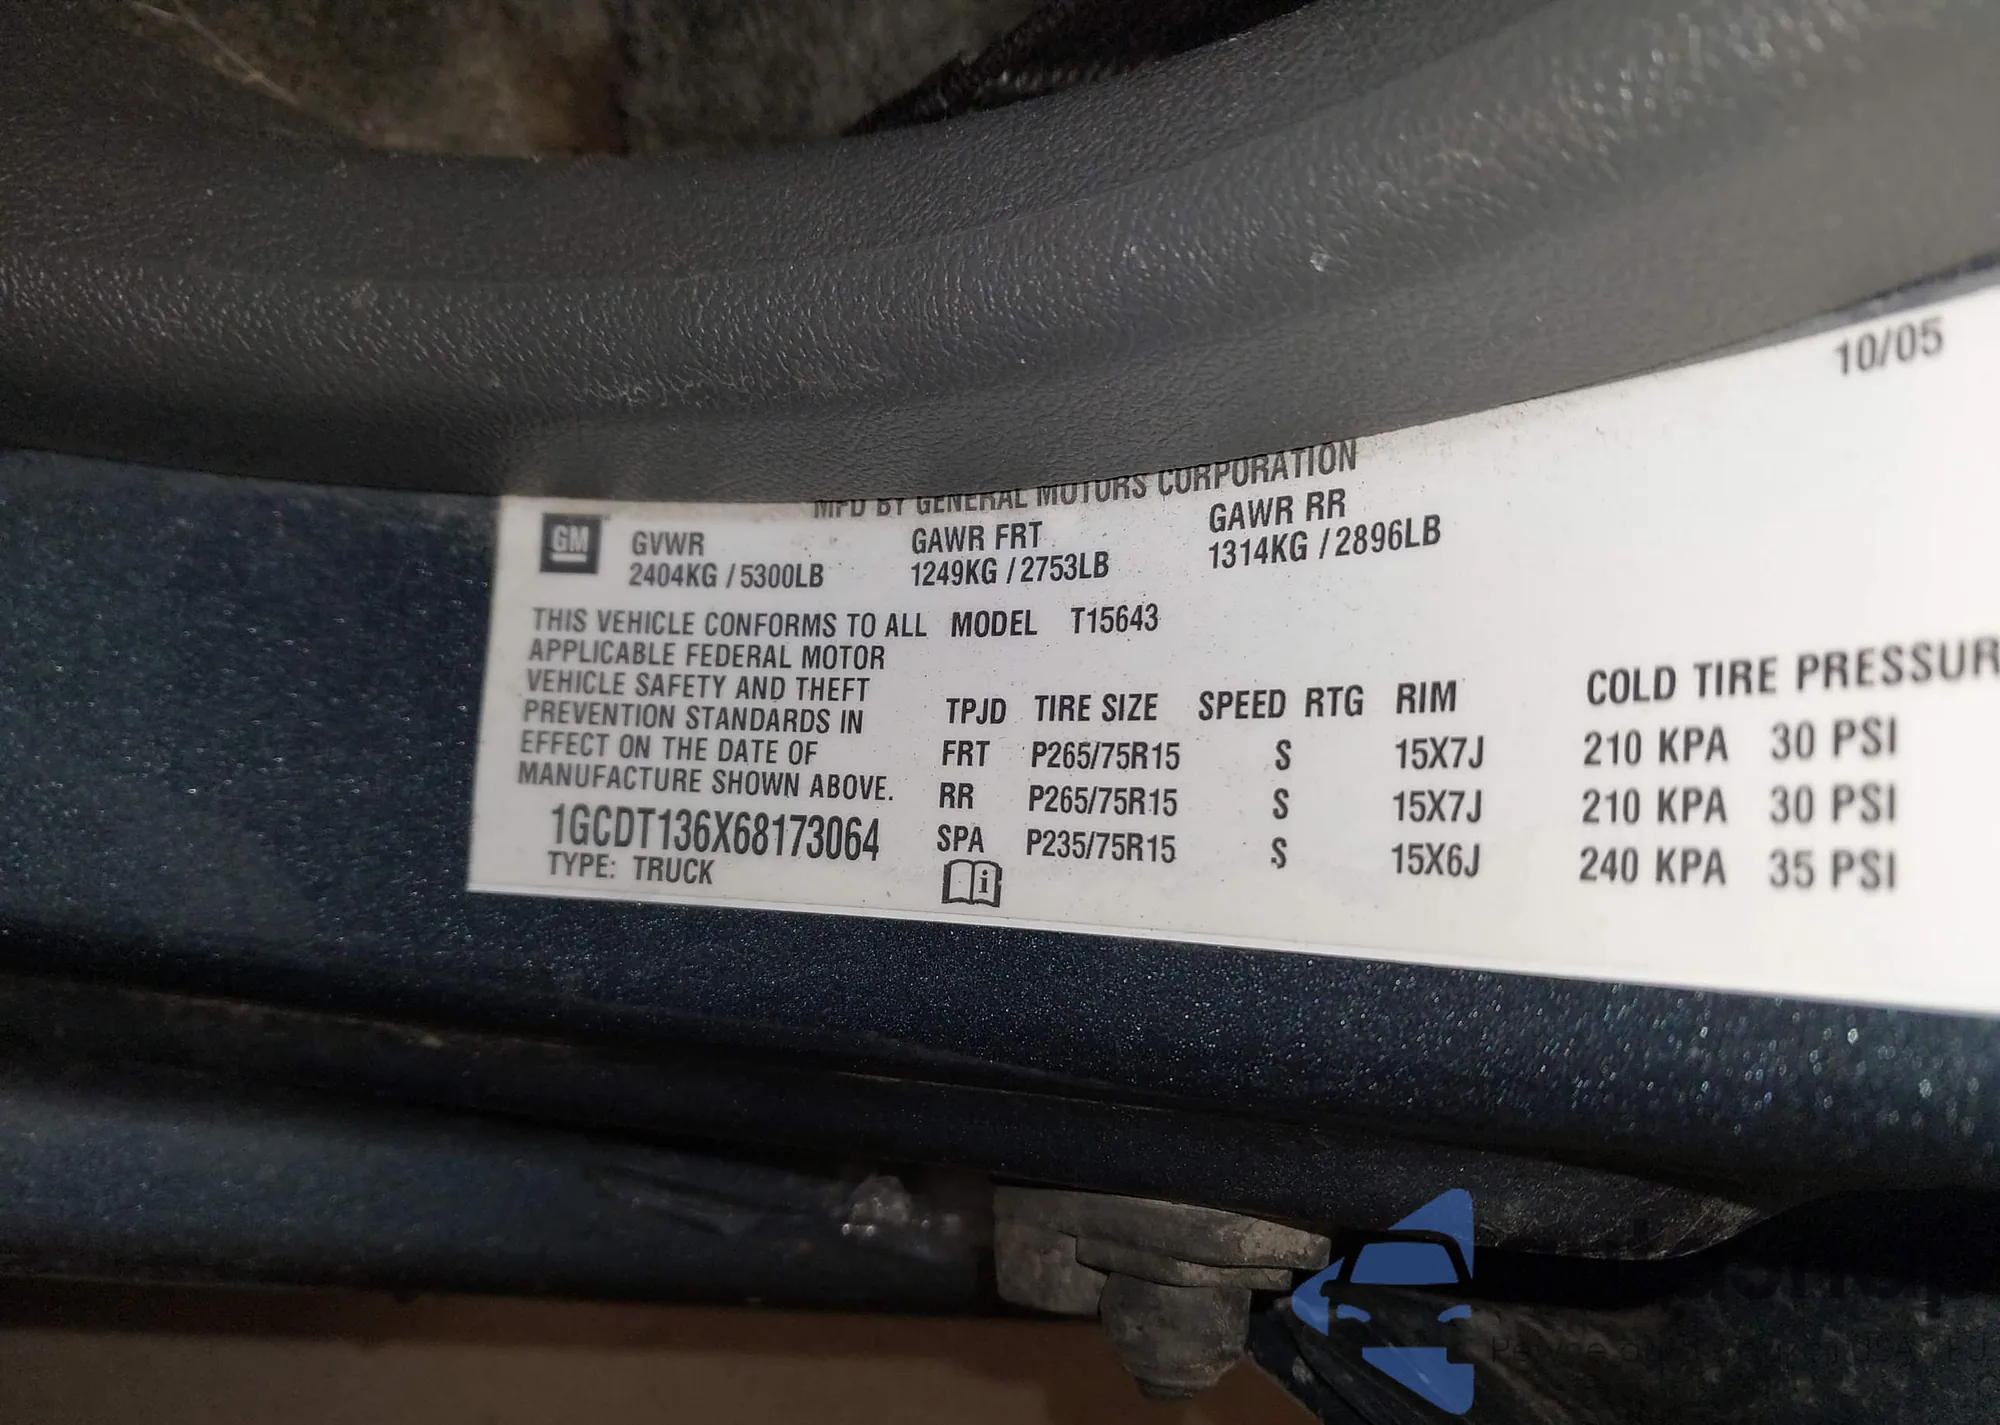 10/05
MFD BY GENERAL MOTORS CORPORATION
GM
GVWR GAWR FRT GAWR RR
2404KG / 5300LB 1249KG / 2753LB 1314KG / 2896LB
THIS VEHICLE CONFORMS TO ALL MODEL T15643
APPLICABLE FEDERAL MOTOR
VEHICLE SAFETY AND THEFT
PREVENTION STANDARDS IN
EFFECT ON THE DATE OF
MANUFACTURE SHOWN ABOVE.
1GCDT136X68173064
TYPE: TRUCK
TPJD TIRE SIZE SPEED RTG RIM COLD TIRE PRESSUR
FRT P265/75R15 S 15X7J 210 KPA 30 PSI
RR P265/75R15 S 15X7J 210 KPA 30 PSI
SPA P235/75R15 S 15X6J 240 KPA 35 PSI
i